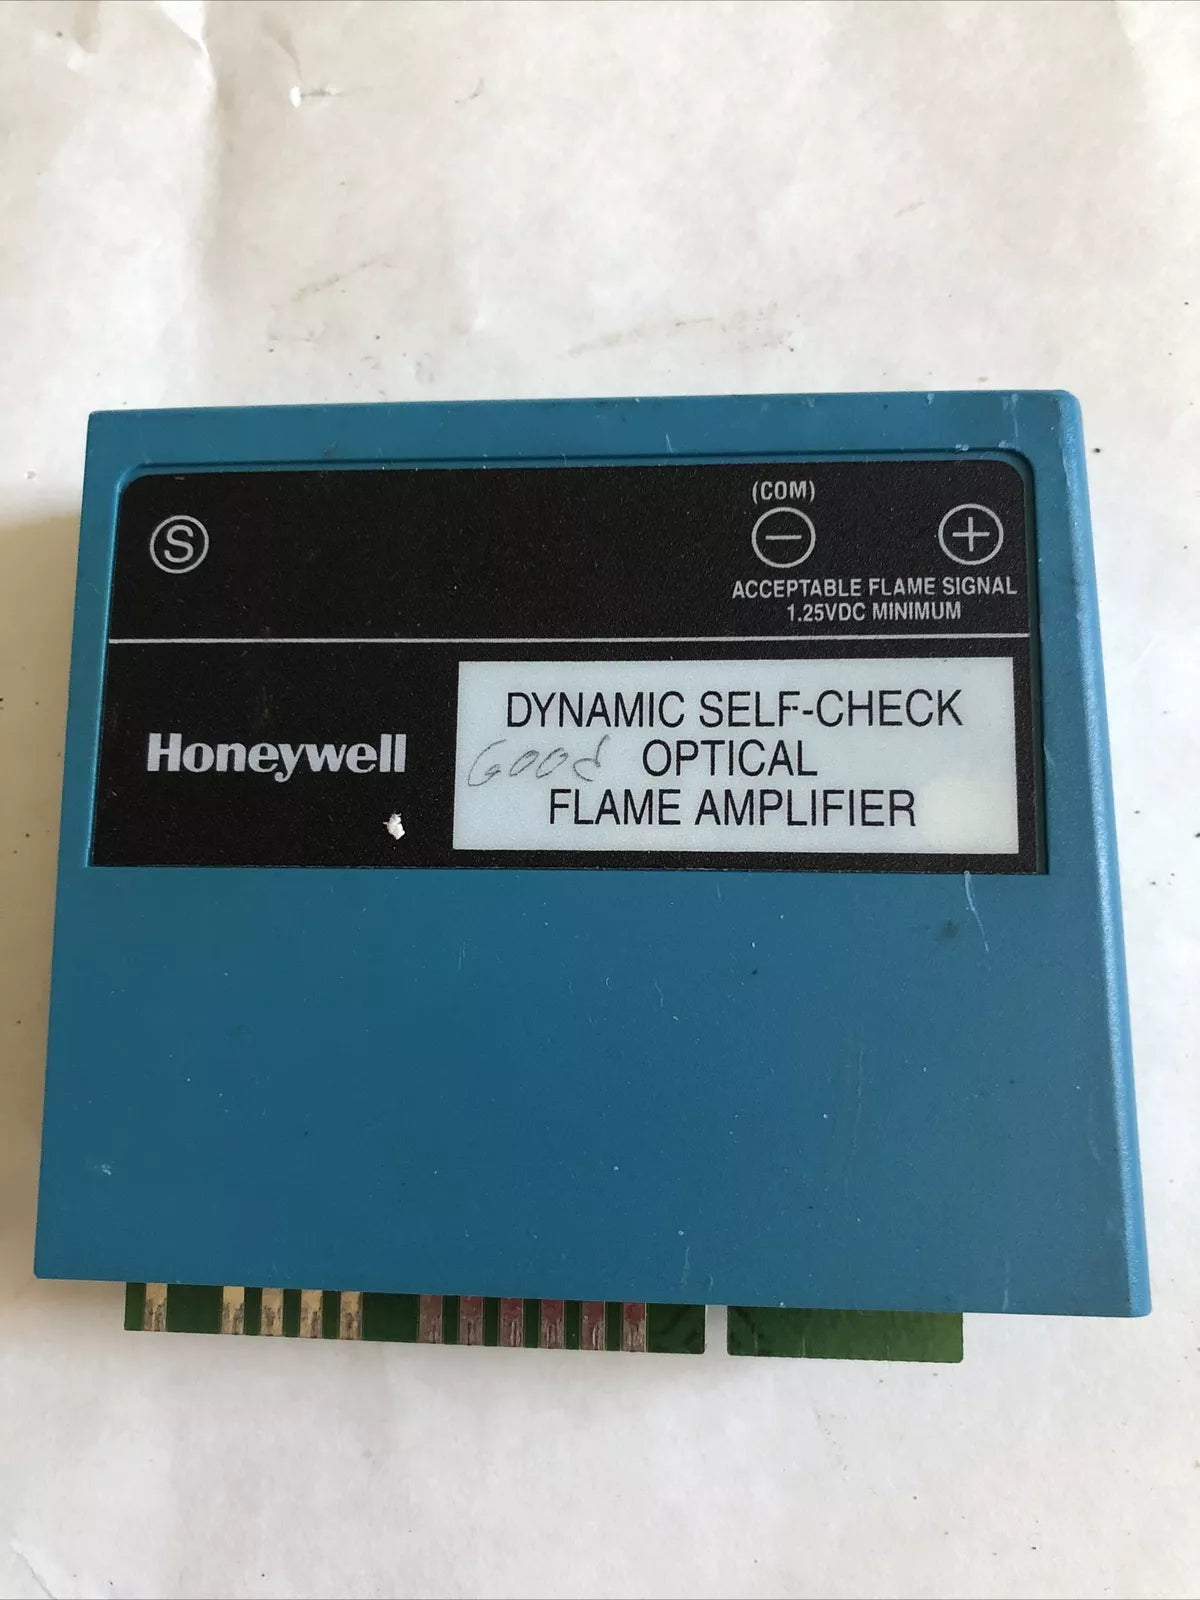 (COM)
S − +
ACCEPTABLE FLAME SIGNAL
1.25VDC MINIMUM
Honeywell
DYNAMIC SELF-CHECK
Good OPTICAL
FLAME AMPLIFIER